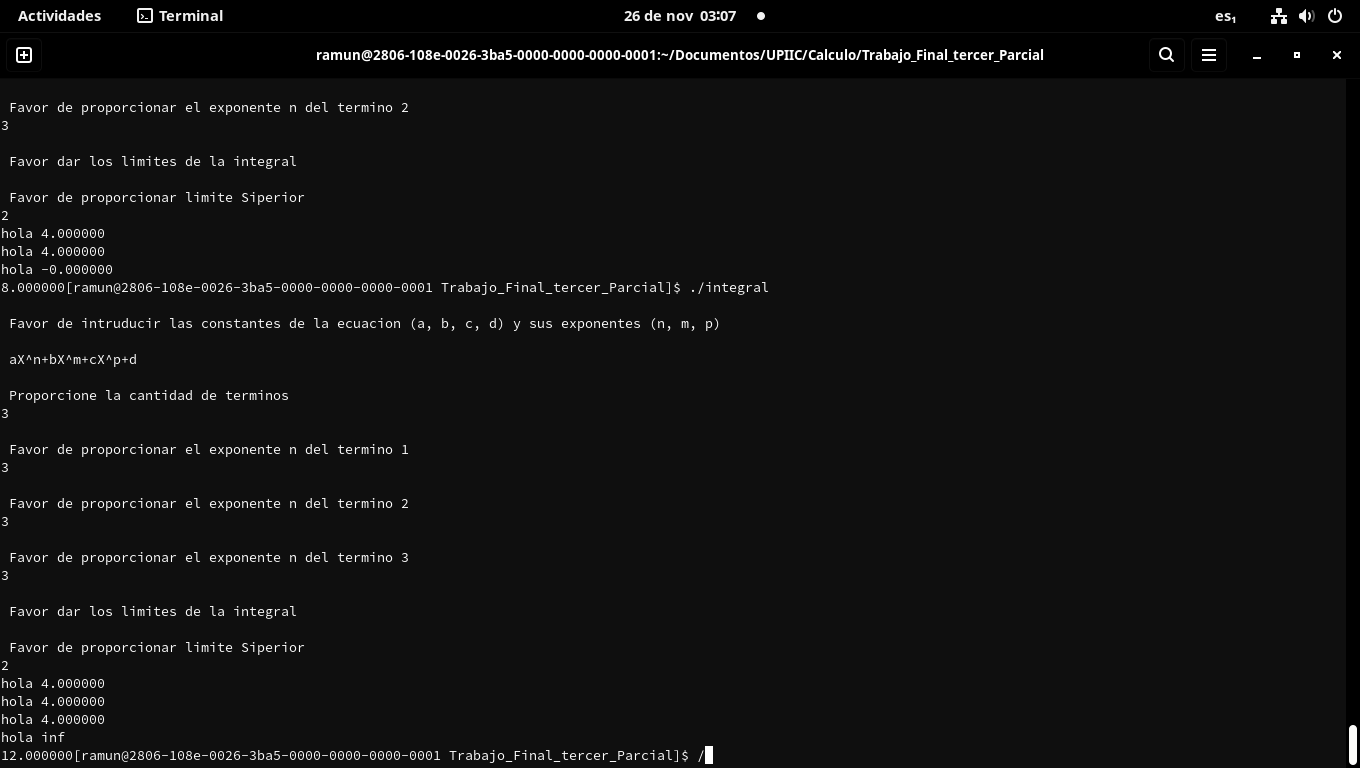 Actividades Terminal 26 de nov 03:07 es₁
ramun@2806-108e-0026-3ba5-0000-0000-0000-0001:~/Documentos/UPIIC/Calculo/Trabajo_Final_tercer_Parcial
Favor de proporcionar el exponente n del termino 2
3
Favor dar los limites de la integral
Favor de proporcionar limite Siperior
2
hola 4.000000
hola 4.000000
hola -0.000000
8.000000[ramun@2806-108e-0026-3ba5-0000-0000-0000-0001 Trabajo_Final_tercer_Parcial]$ ./integral
Favor de intruducir las constantes de la ecuacion (a, b, c, d) y sus exponentes (n, m, p)
aX^n+bX^m+cX^p+d
Proporcione la cantidad de terminos
3
Favor de proporcionar el exponente n del termino 1
3
Favor de proporcionar el exponente n del termino 2
3
Favor de proporcionar el exponente n del termino 3
3
Favor dar los limites de la integral
Favor de proporcionar limite Siperior
2
hola 4.000000
hola 4.000000
hola 4.000000
hola inf
12.000000[ramun@2806-108e-0026-3ba5-0000-0000-0000-0001 Trabajo_Final_tercer_Parcial]$ /